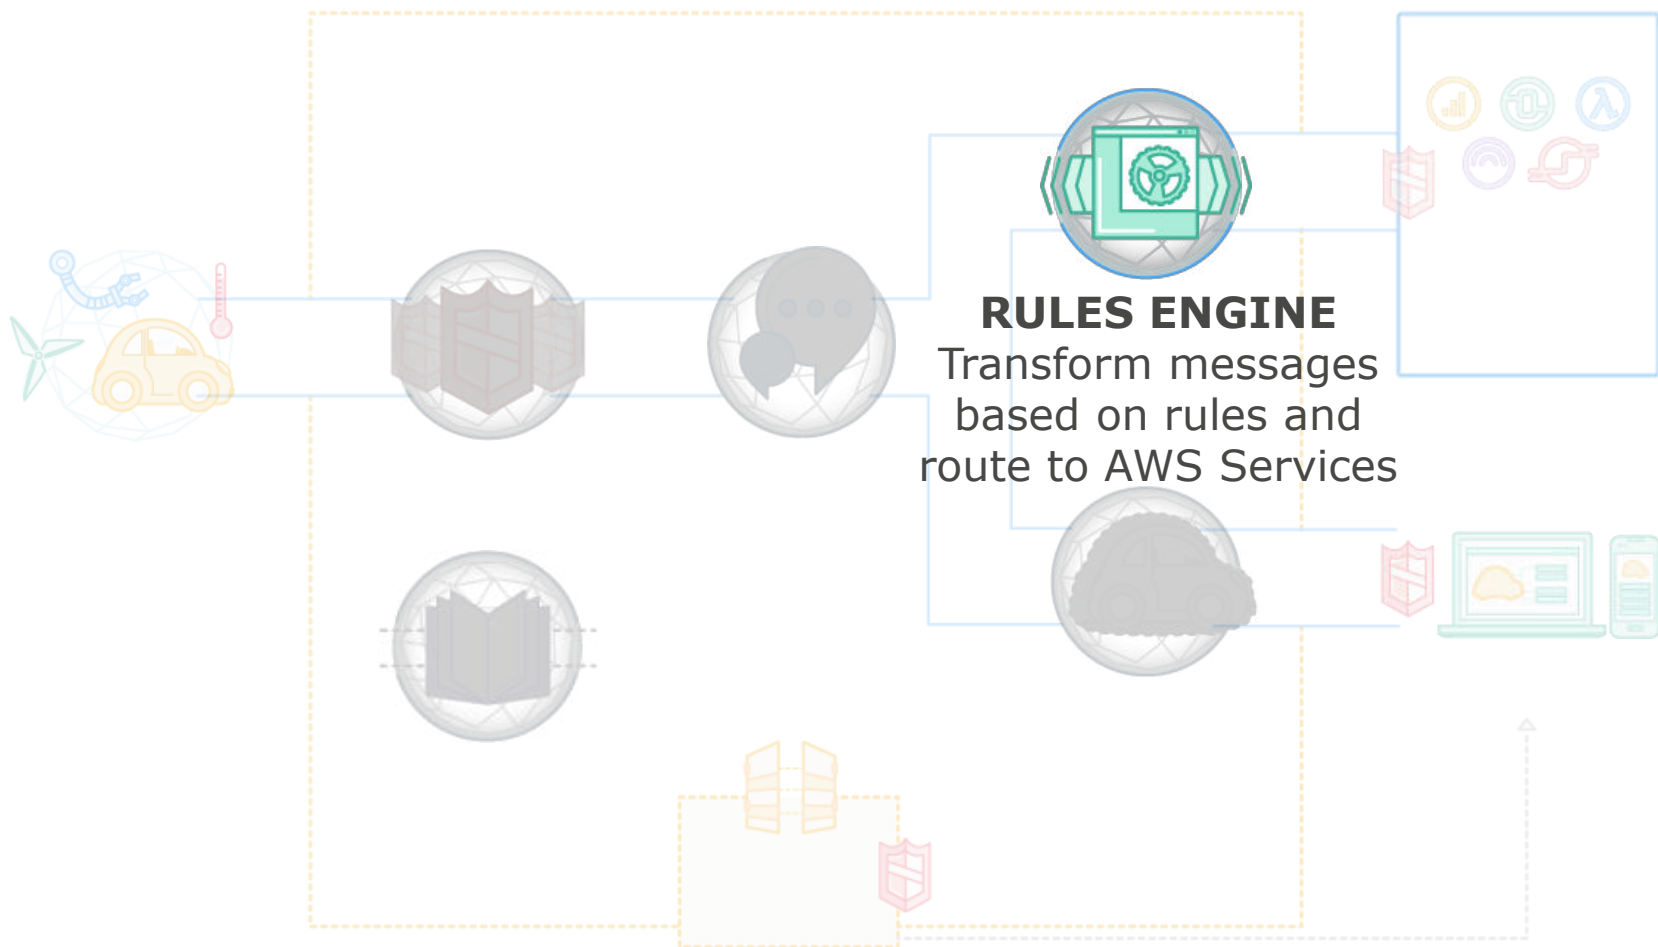 RULES ENGINE
Transform messages
based on rules and
route to AWS Services